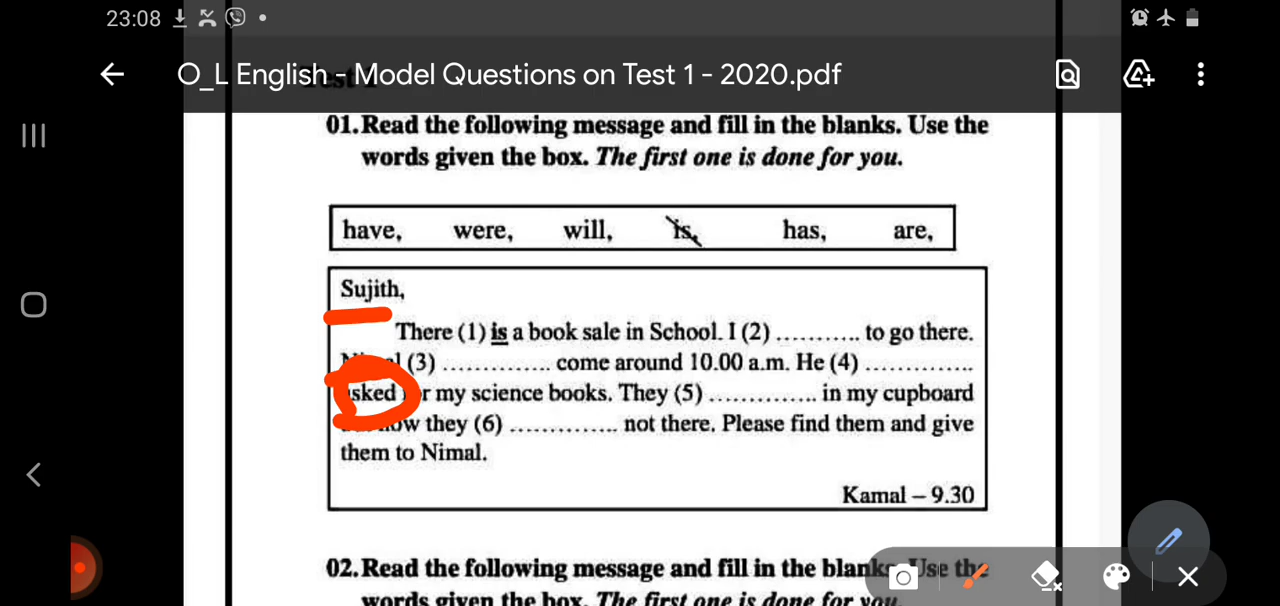 23:08
O_L English - Model Questions on Test 1 - 2020.pdf
01. Read the following message and fill in the blanks. Use the
words given the box. The first one is done for you.
have, were, will, is, has, are,
Sujith,
There (1) is a book sale in School. I (2) ........... to go there.
(3) .............. come around 10.00 a.m. He (4) ..............
my science books. They (5) .............. in my cupboard
they (6) .............. not there. Please find them and give
them to Nimal.
Kamal – 9.30
02. Read the following message and fill in the blanks. Use the
words given the box. The first one is done for you.